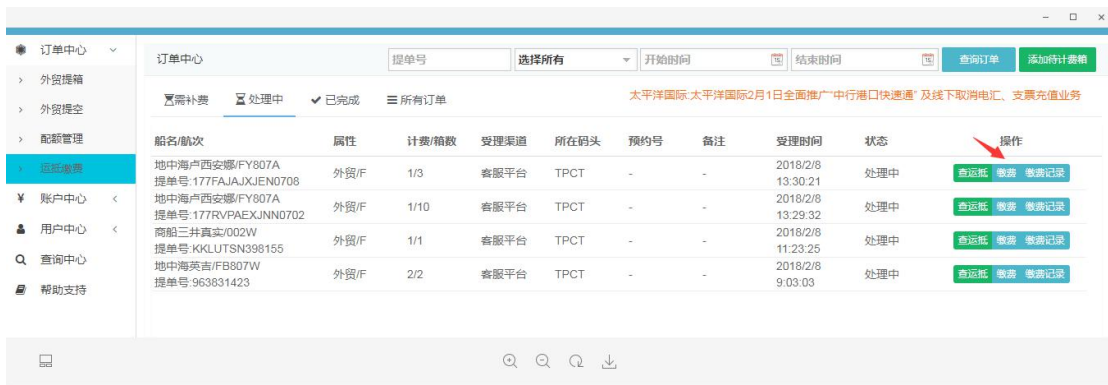 订单中心
外贸提箱
外贸提空
配额管理
运抵缴费
账户中心
用户中心
查询中心
帮助支持
订单中心 提单号 选择所有 开始时间 结束时间 查询订单 添加待计费箱
需补费 处理中 已完成 所有订单
太平洋国际:太平洋国际2月1日全面推广“中行港口快速通” 及线下取消电汇、支票充值业务
船名/航次 属性 计费/箱数 受理渠道 所在码头 预约号 备注 受理时间 状态 操作
地中海卢西安娜/FY807A
提单号:177FAJAJXJEN0708 外贸/F 1/3 客服平台 TPCT - - 2018/2/8 13:30:21 处理中 查运抵 缴费 缴费记录
地中海卢西安娜/FY807A
提单号:177RVPAEXJNN0702 外贸/F 1/10 客服平台 TPCT - - 2018/2/8 13:29:32 处理中 查运抵 缴费 缴费记录
商船三井真实/002W
提单号:KKLUTSN398155 外贸/F 1/1 客服平台 TPCT - - 2018/2/8 11:23:25 处理中 查运抵 缴费 缴费记录
地中海英吉/FB807W
提单号:963831423 外贸/F 2/2 客服平台 TPCT - - 2018/2/8 9:03:03 处理中 查运抵 缴费 缴费记录